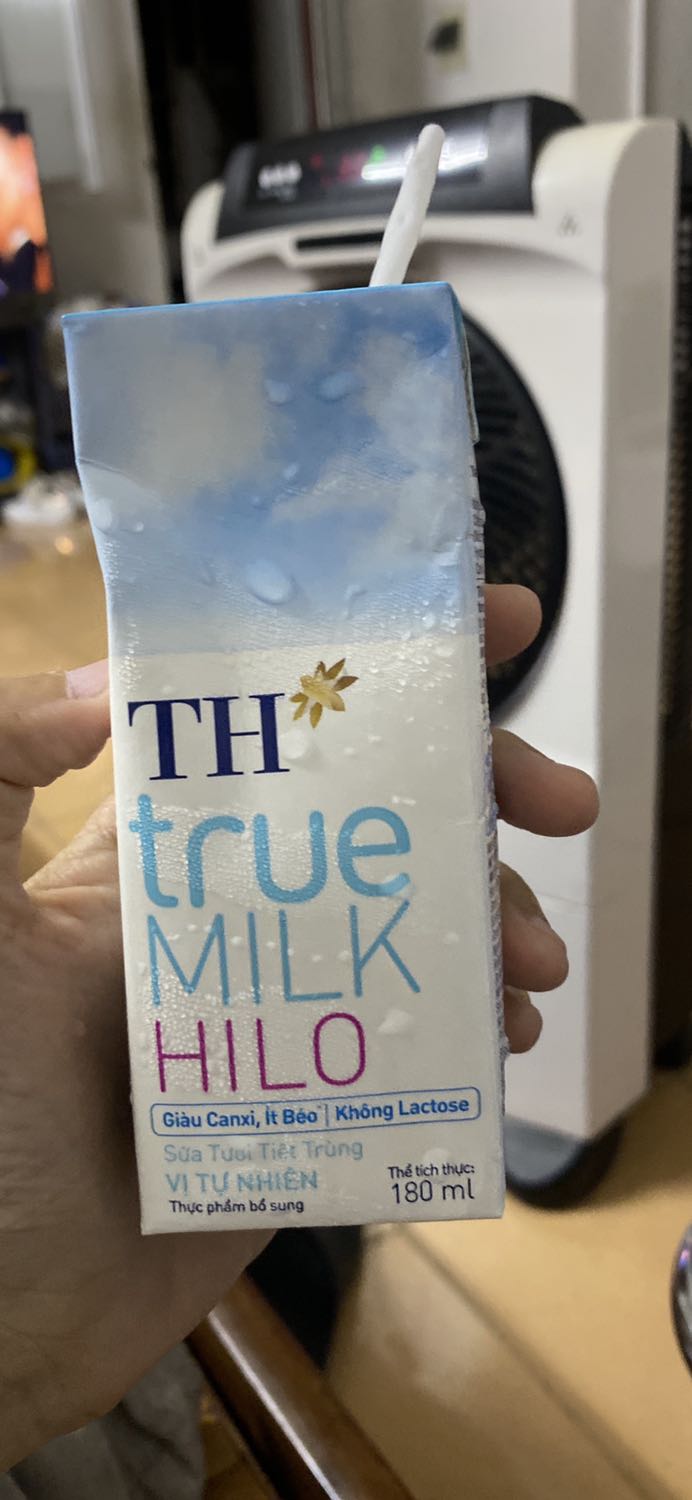 TH
true
MILK
HILO
Giàu Canxi, Ít Béo* | Không Lactose
Sữa Tươi Tiệt Trùng
VỊ TỰ NHIÊN
Thực phẩm bổ sung
Thể tích thực:
180 ml